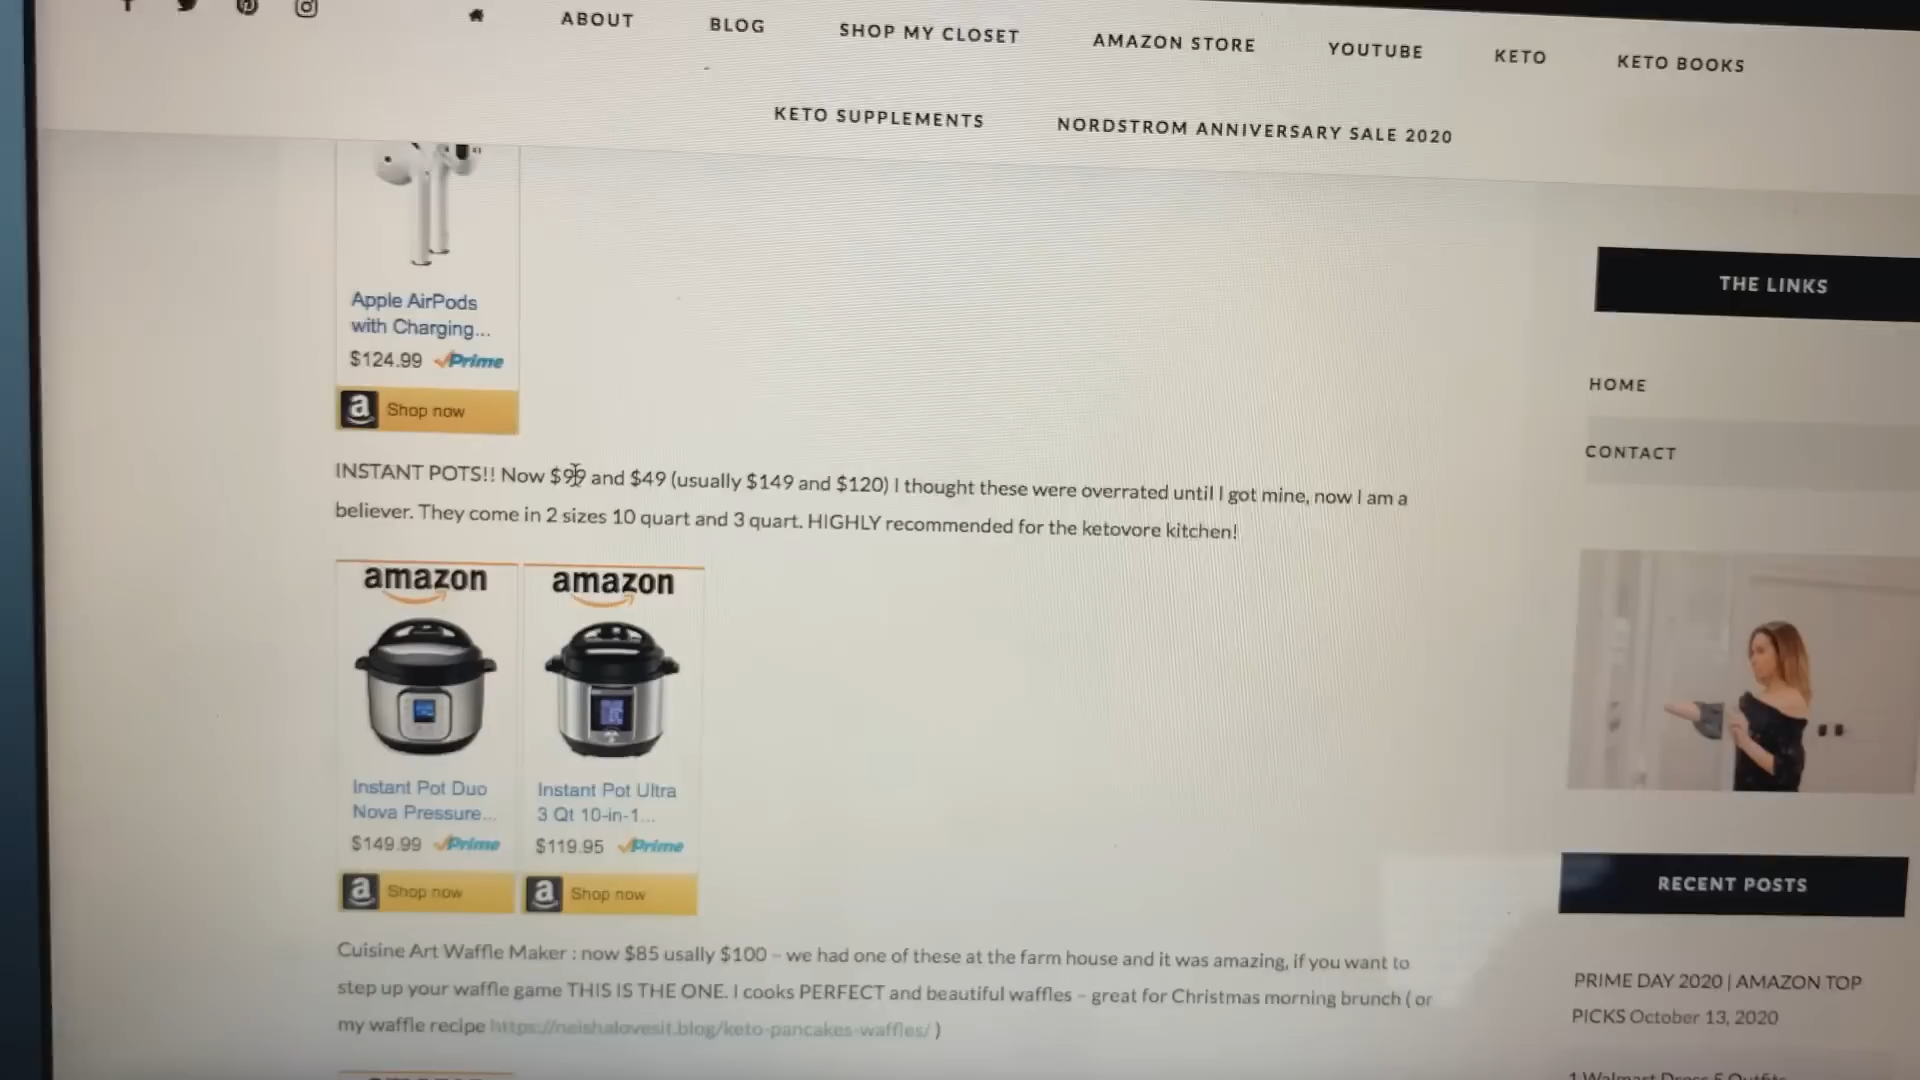 ABOUT
BLOG
SHOP MY CLOSET
AMAZON STORE
YOUTUBE
KETO
KETO BOOKS
KETO SUPPLEMENTS
NORDSTROM ANNIVERSARY SALE 2020
Apple AirPods
with Charging...
$124.99 Prime
a Shop now
INSTANT POTS!! Now $99 and $49 (usually $149 and $120) I thought these were overrated until I got mine, now I am a
believer. They come in 2 sizes 10 quart and 3 quart. HIGHLY recommended for the ketovore kitchen!
amazon
Instant Pot Duo
Nova Pressure...
$149.99 Prime
a Shop now
amazon
Instant Pot Ultra
3 Qt 10-in-1...
$119.95 Prime
a Shop now
Cuisine Art Waffle Maker : now $85 usally $100 – we had one of these at the farm house and it was amazing, if you want to
step up your waffle game THIS IS THE ONE. I cooks PERFECT and beautiful waffles – great for Christmas morning brunch ( or
my waffle recipe https://neishalovesit.blog/keto-pancakes-waffles/ )
THE LINKS
HOME
CONTACT
RECENT POSTS
PRIME DAY 2020 | AMAZON TOP
PICKS October 13, 2020
1 Walmart Dress 5 Outfits